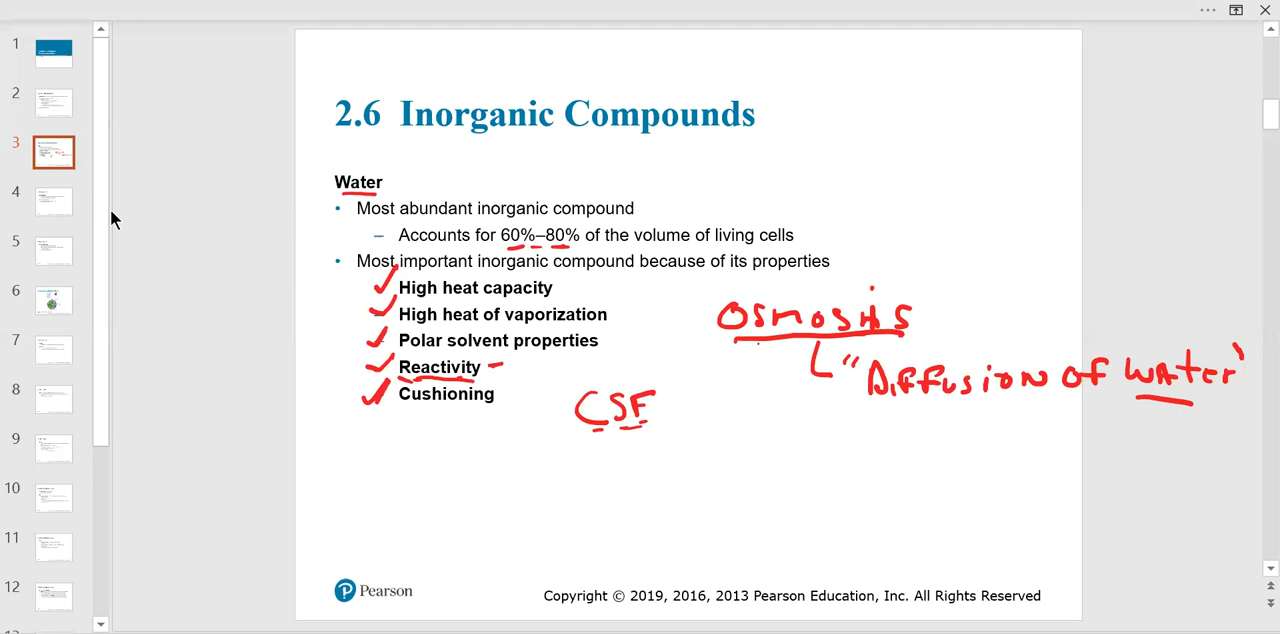 2.6 Inorganic Compounds
Water
• Most abundant inorganic compound
– Accounts for 60%–80% of the volume of living cells
• Most important inorganic compound because of its properties
High heat capacity
High heat of vaporization
Polar solvent properties
Reactivity –
Cushioning
CSF
OSMOSIS
"Diffusion of WATER"
Pearson
Copyright © 2019, 2016, 2013 Pearson Education, Inc. All Rights Reserved
1
2
3
4
5
6
7
8
9
10
11
12